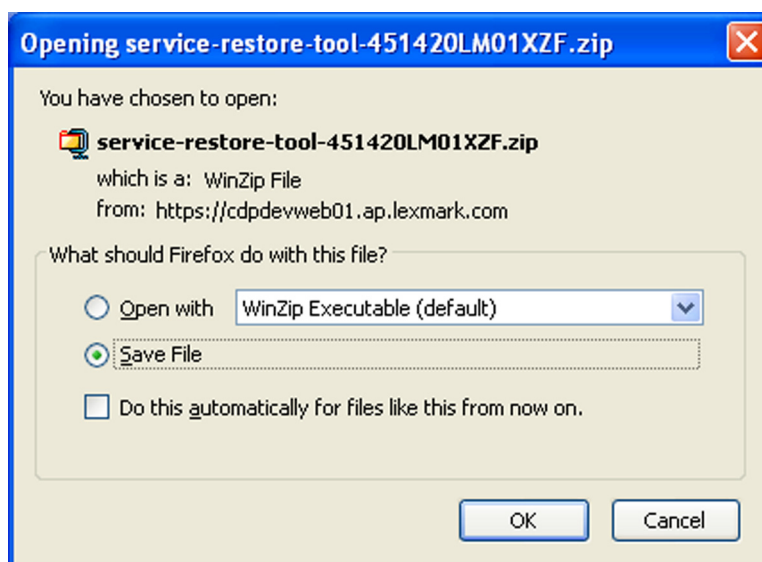 Opening service-restore-tool-451420LM01XZF.zip
You have chosen to open:
service-restore-tool-451420LM01XZF.zip
which is a: WinZip File
from: https://cdpdevweb01.ap.lexmark.com
What should Firefox do with this file?
Open with WinZip Executable (default)
Save File
Do this automatically for files like this from now on.
OK Cancel